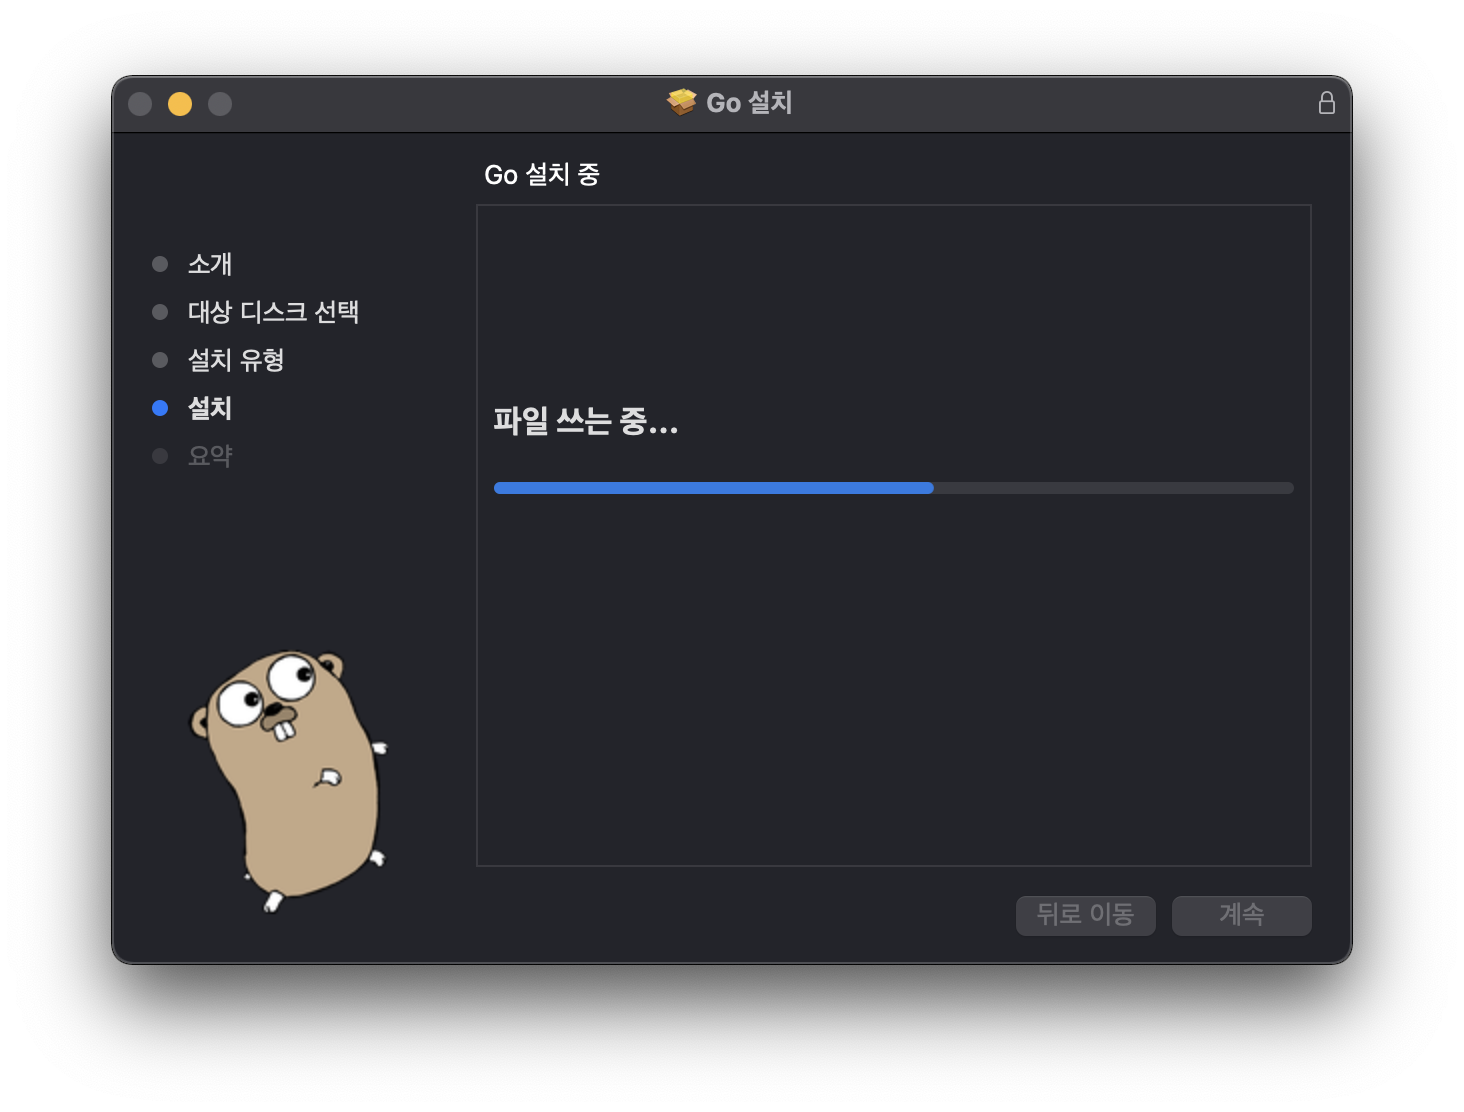 Go 설치
Go 설치 중
소개
대상 디스크 선택
설치 유형
설치
요약
파일 쓰는 중...
뒤로 이동
계속